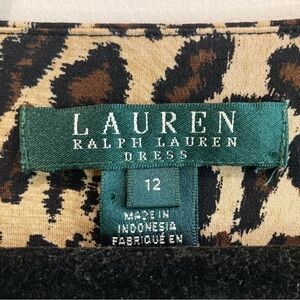 LAUREN
RALPH LAUREN
DRESS
12
MADE IN
INDONESIA
FABRIQUÉ EN